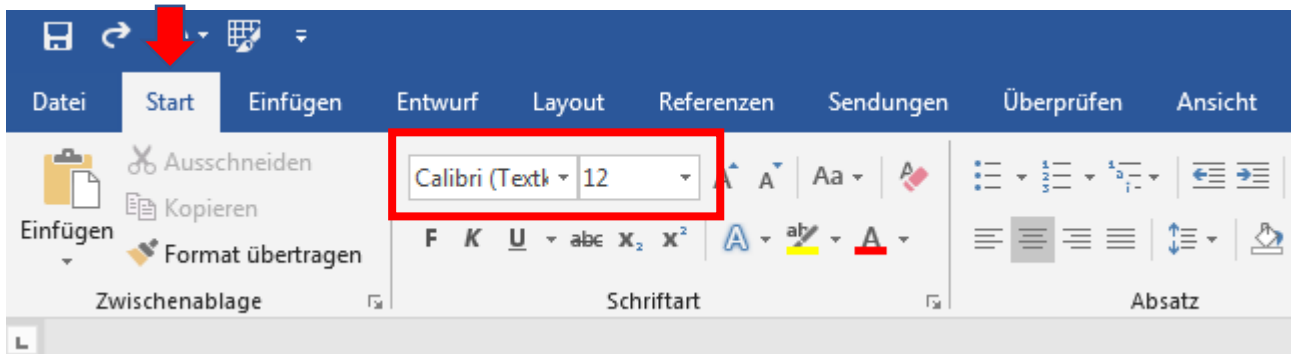 Datei Start Einfügen Entwurf Layout Referenzen Sendungen Überprüfen Ansicht
Ausschneiden
Kopieren
Format übertragen
Einfügen
Zwischenablage
Calibri (Textk 12
A A Aa
F K U abc x₂ x² A ab A
Schriftart
Absatz